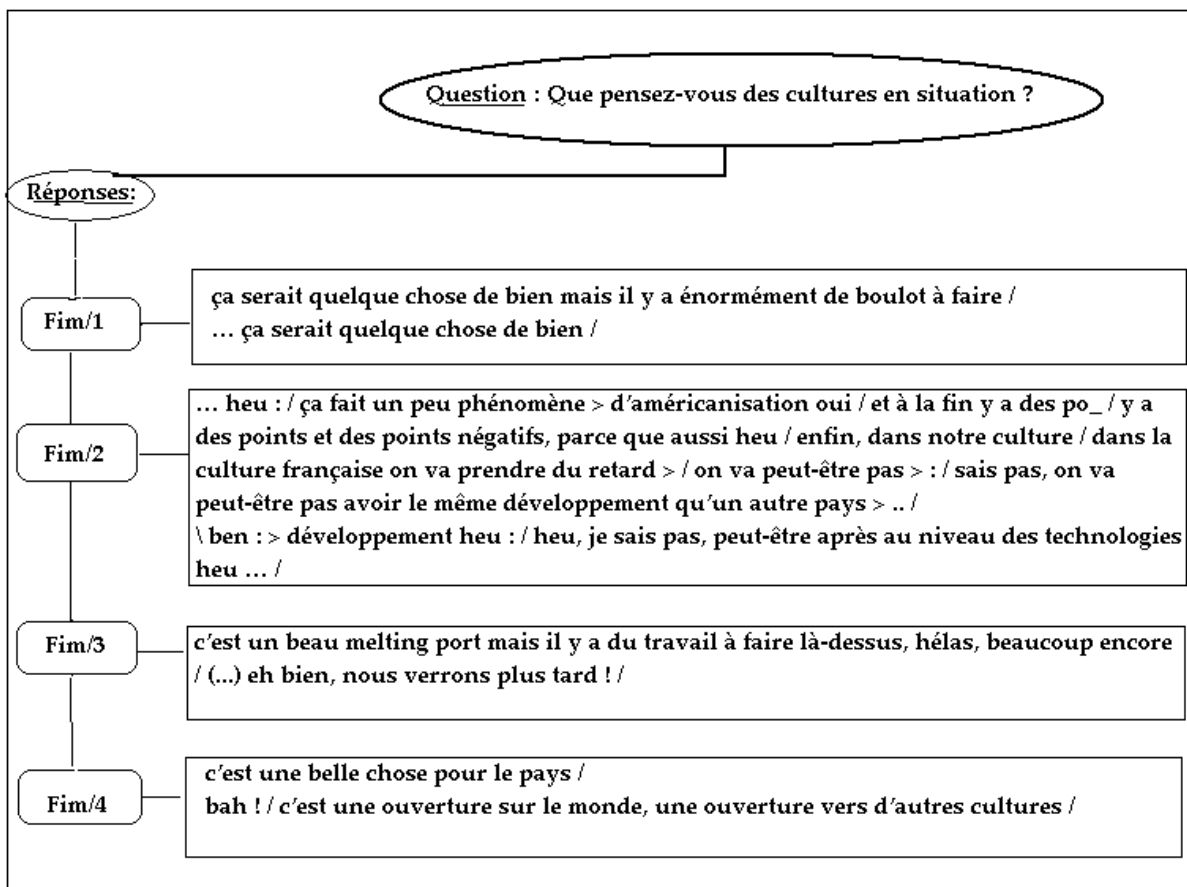 Question : Que pensez-vous des cultures en situation ?
Réponses:
Fim/1
ça serait quelque chose de bien mais il y a énormément de boulot à faire /
… ça serait quelque chose de bien /
Fim/2
… heu : / ça fait un peu phénomène > d'américanisation oui / et à la fin y a des po_ / y a
des points et des points négatifs, parce que aussi heu / enfin, dans notre culture / dans la
culture française on va prendre du retard > / on va peut-être pas > : / sais pas, on va
peut-être pas avoir le même développement qu'un autre pays > .. /
\ ben : > développement heu : / heu, je sais pas, peut-être après au niveau des technologies
heu … /
Fim/3
c'est un beau melting port mais il y a du travail à faire là-dessus, hélas, beaucoup encore
/ (...) eh bien, nous verrons plus tard ! /
Fim/4
c'est une belle chose pour le pays /
bah ! / c'est une ouverture sur le monde, une ouverture vers d'autres cultures /